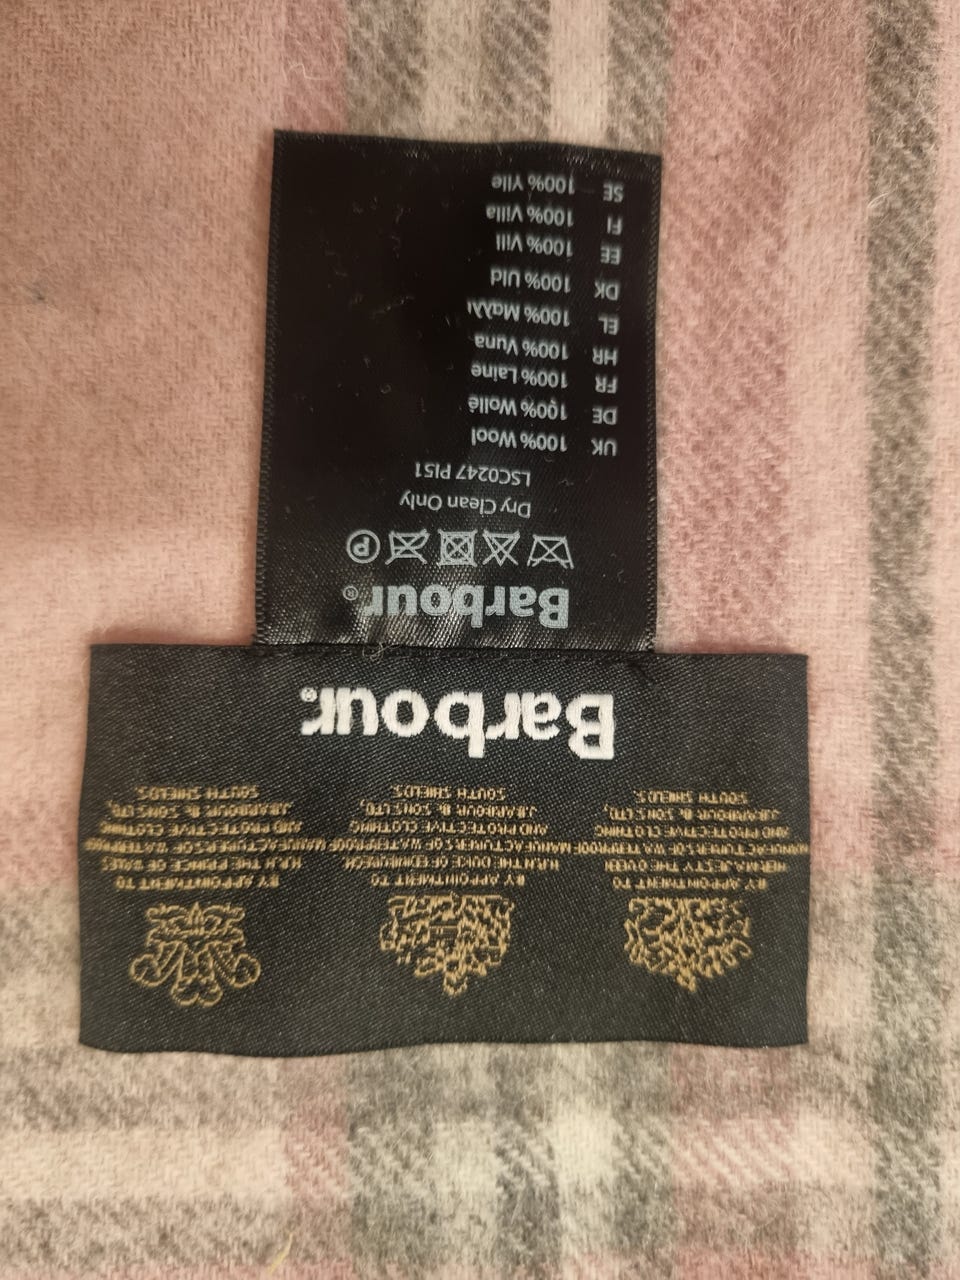 BY APPOINTMENT TO
HER MAJESTY THE QUEEN
MANUFACTURERS OF WATERPROOF
AND PROTECTIVE CLOTHING
J.BARBOUR & SONS LTD,
SOUTH SHIELDS.
BY APPOINTMENT TO
H.R.H. THE DUKE OF EDINBURGH,
MANUFACTURERS OF WATERPROOF
AND PROTECTIVE CLOTHING
J.BARBOUR & SONS LTD,
SOUTH SHIELDS.
BY APPOINTMENT TO
H.R.H. THE PRINCE OF WALES
MANUFACTURERS OF WATERPROOF
AND PROTECTIVE CLOTHING
J.BARBOUR & SONS LTD,
SOUTH SHIELDS.
Barbour®
Barbour®
P
Dry Clean Only
LSC0247 PI51
UK 100% Wool
DE 100% Wolle
FR 100% Laine
HR 100% Vuna
EL 100% Μαλλί
DK 100% Uld
EE 100% Vill
FI 100% Villa
SE 100% Ylle